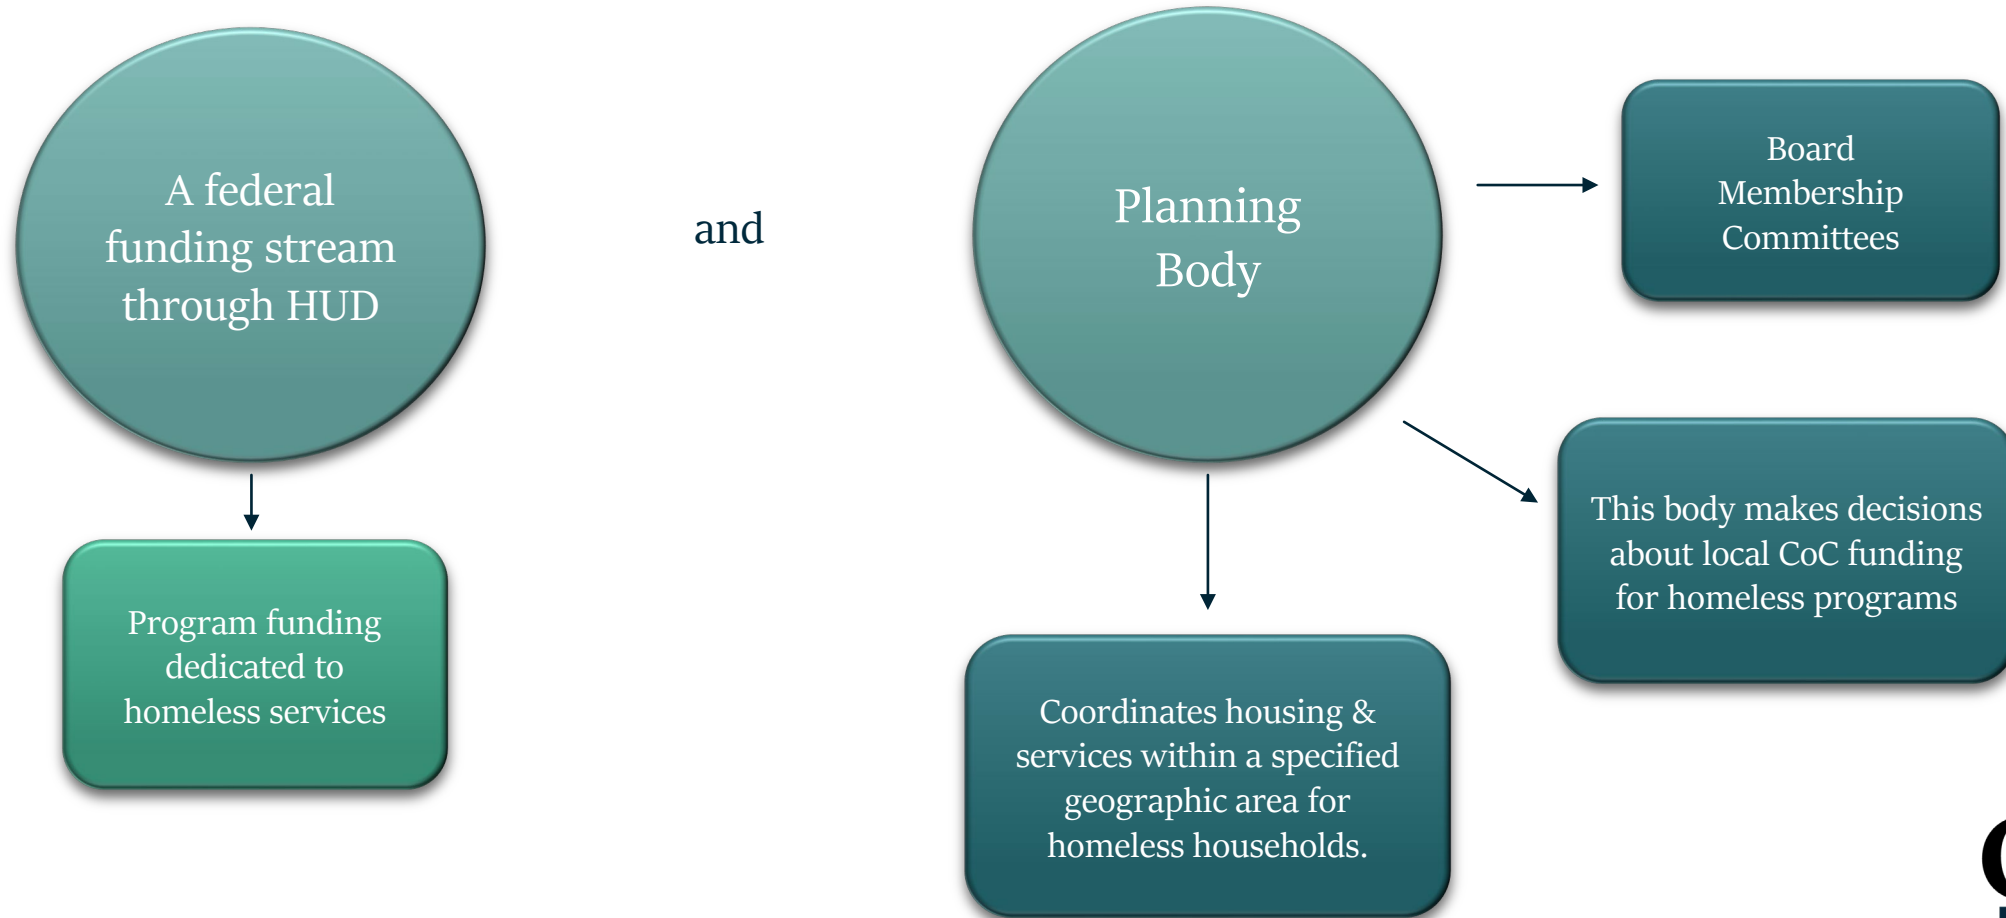 A federal
funding stream
through HUD
and
Planning
Body
Board
Membership
Committees
Program funding
dedicated to
homeless services
This body makes decisions
about local CoC funding
for homeless programs
Coordinates housing &
services within a specified
geographic area for
homeless households.